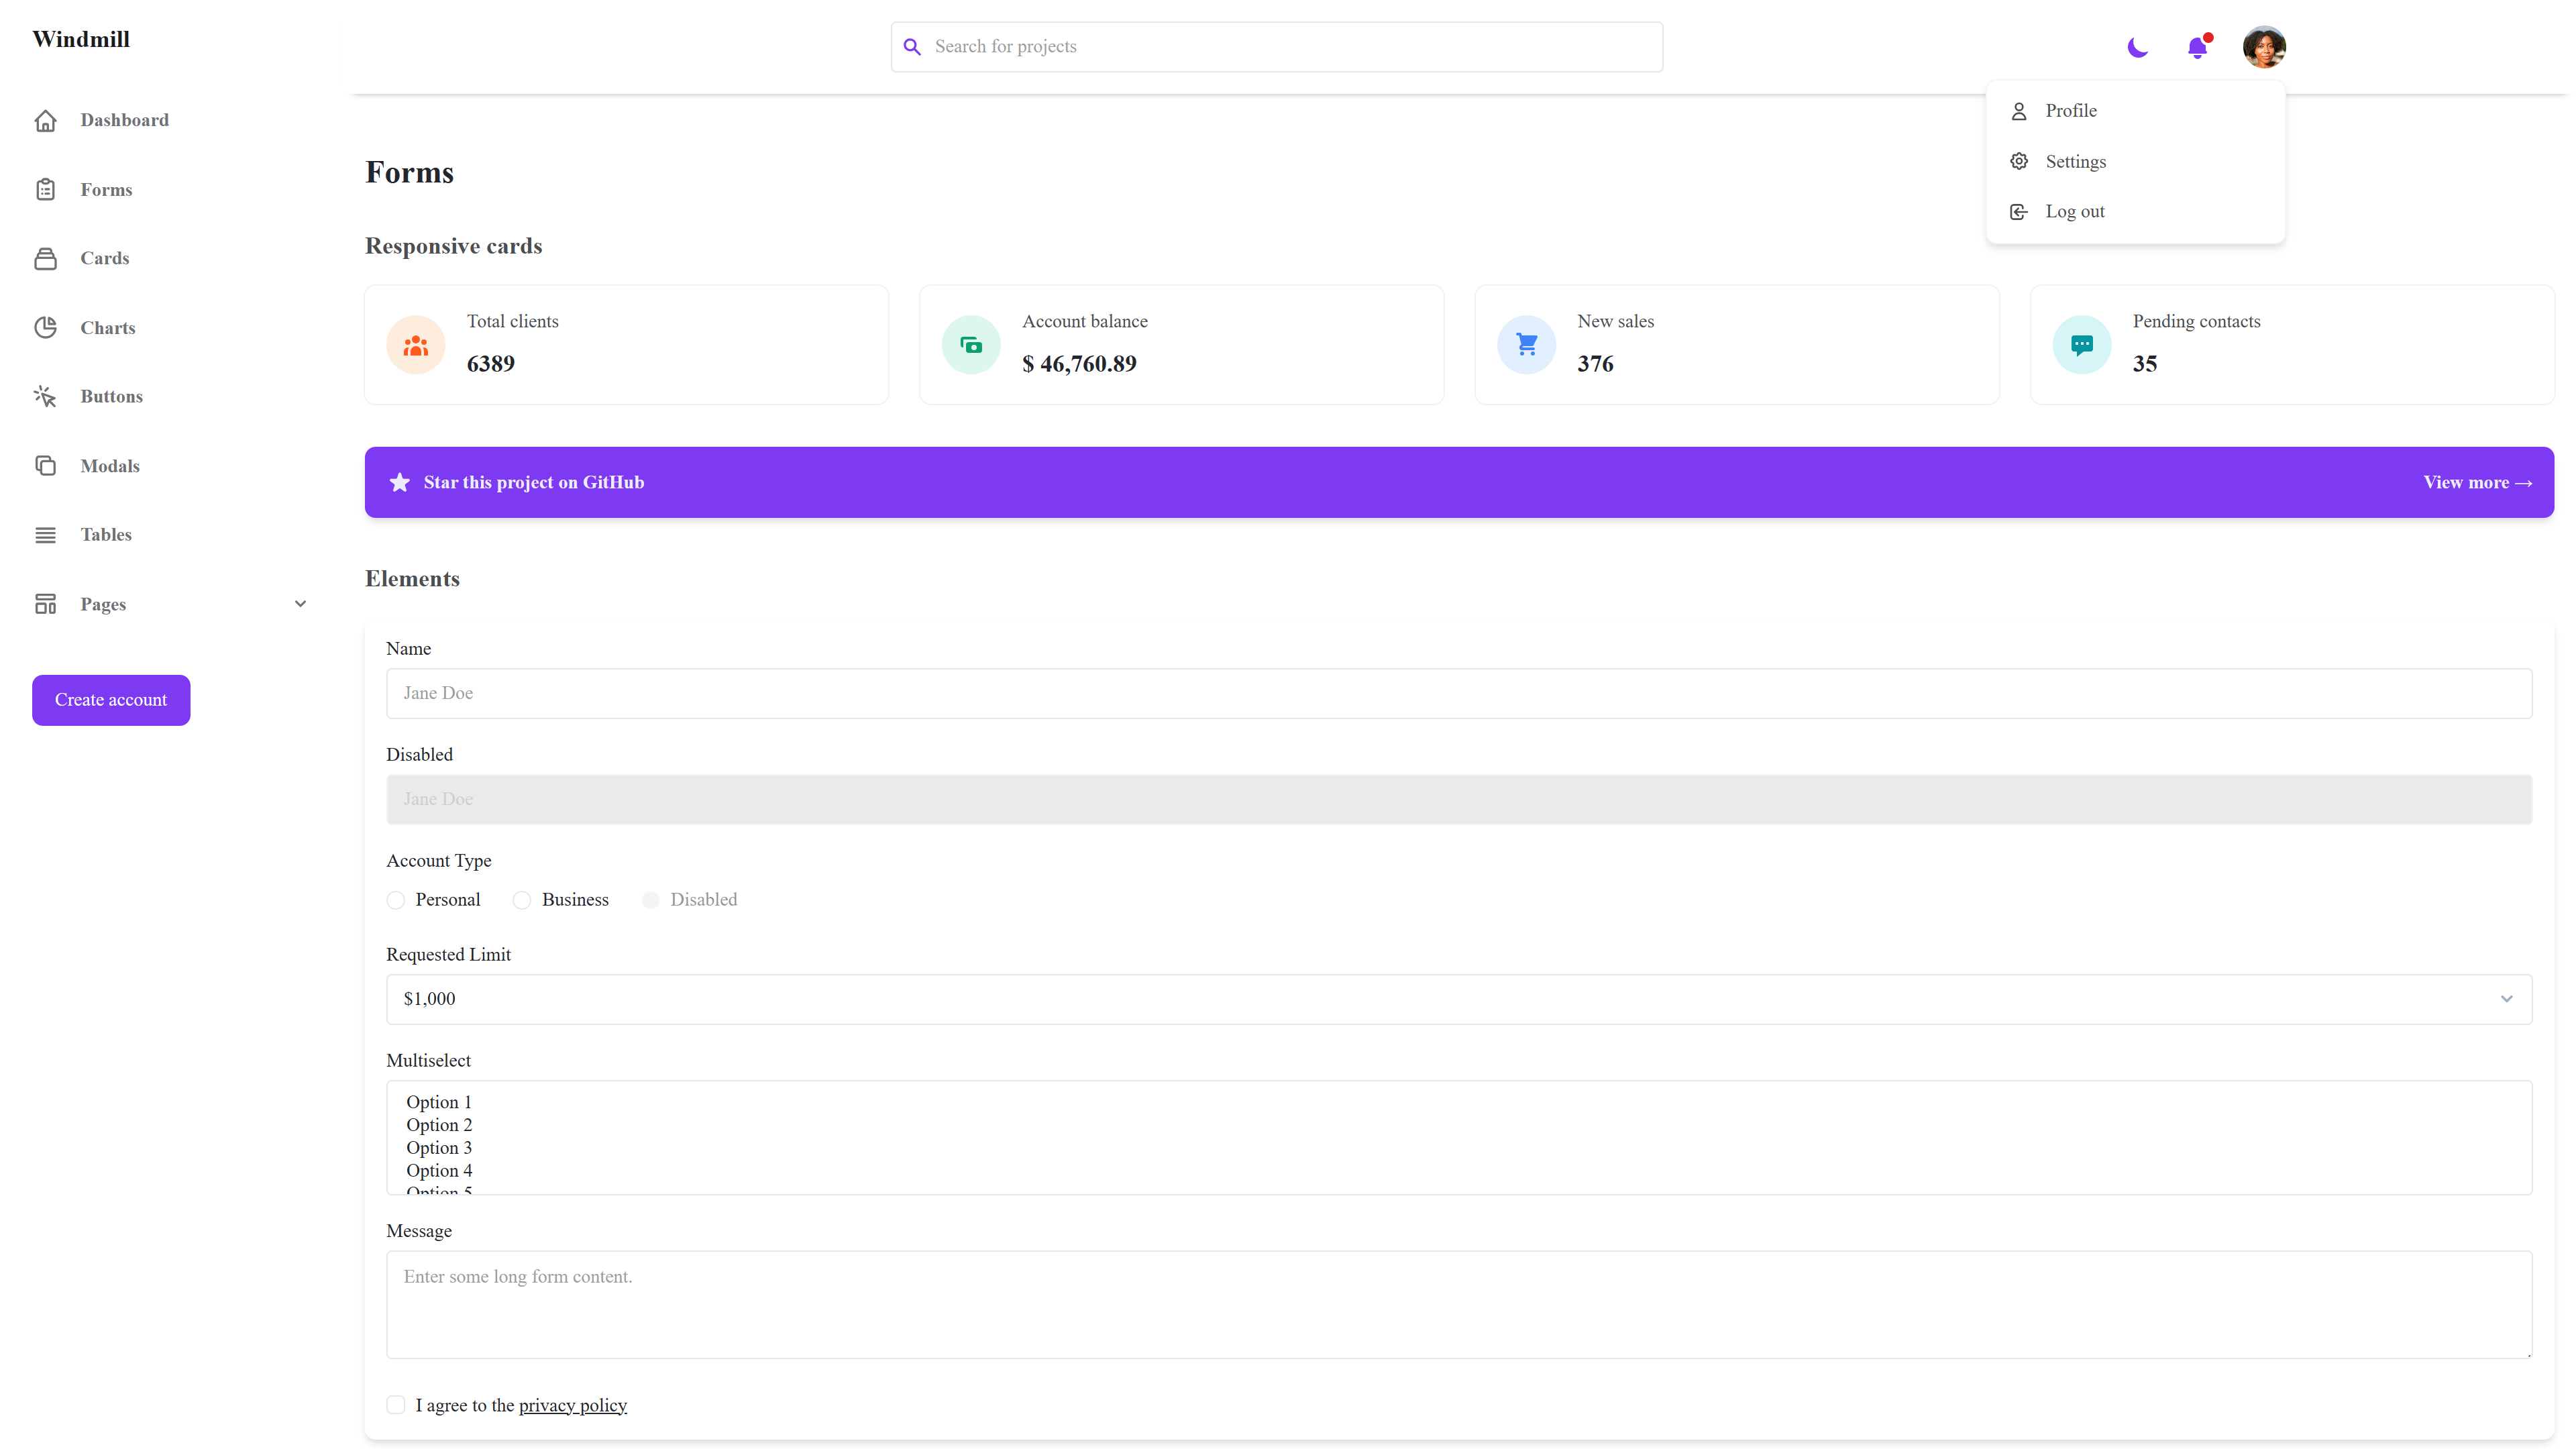 Windmill
Search for projects
Profile
Settings
Log out
Dashboard
Forms
Cards
Charts
Buttons
Modals
Tables
Pages
Create account
Forms
Responsive cards
Total clients
6389
Account balance
$ 46,760.89
New sales
376
Pending contacts
35
Star this project on GitHub
View more →
Elements
Name
Jane Doe
Disabled
Jane Doe
Account Type
Personal
Business
Disabled
Requested Limit
$1,000
Multiselect
Option 1
Option 2
Option 3
Option 4
Option 5
Message
Enter some long form content.
I agree to the privacy policy